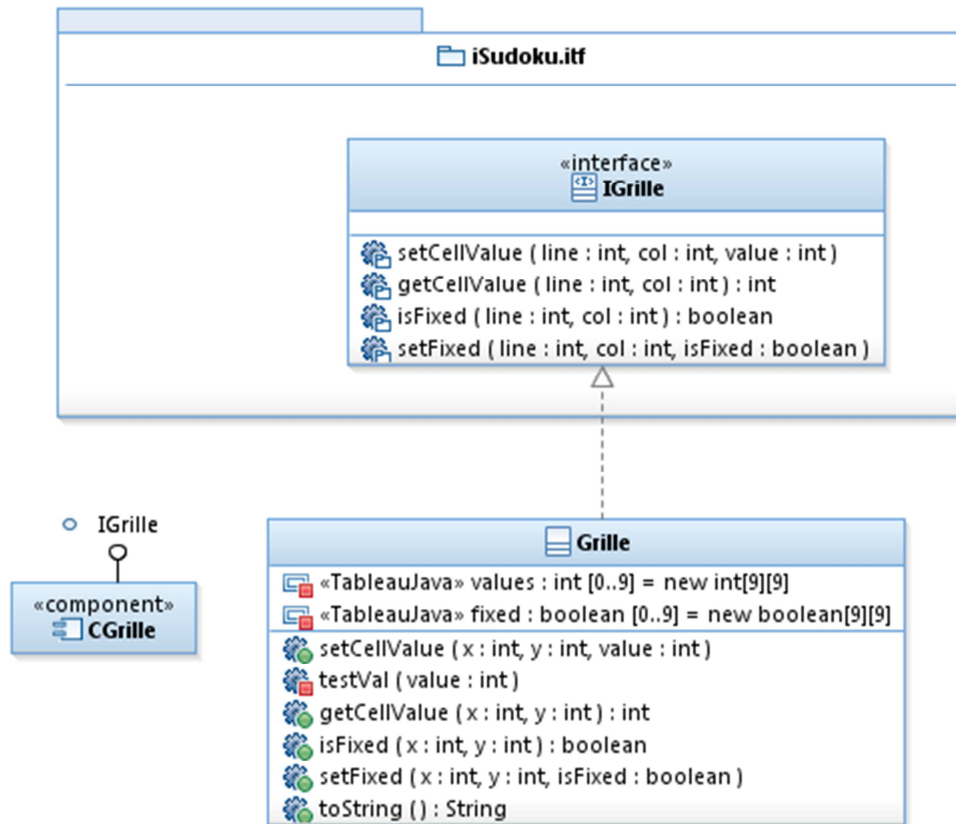 iSudoku.itf
«interface»
IGrille
setCellValue ( line : int, col : int, value : int )
getCellValue ( line : int, col : int ) : int
isFixed ( line : int, col : int ) : boolean
setFixed ( line : int, col : int, isFixed : boolean )
IGrille
«component»
CGrille
Grille
«TableauJava» values : int [0..9] = new int[9][9]
«TableauJava» fixed : boolean [0..9] = new boolean[9][9]
setCellValue ( x : int, y : int, value : int )
testVal ( value : int )
getCellValue ( x : int, y : int ) : int
isFixed ( x : int, y : int ) : boolean
setFixed ( x : int, y : int, isFixed : boolean )
toString ( ) : String